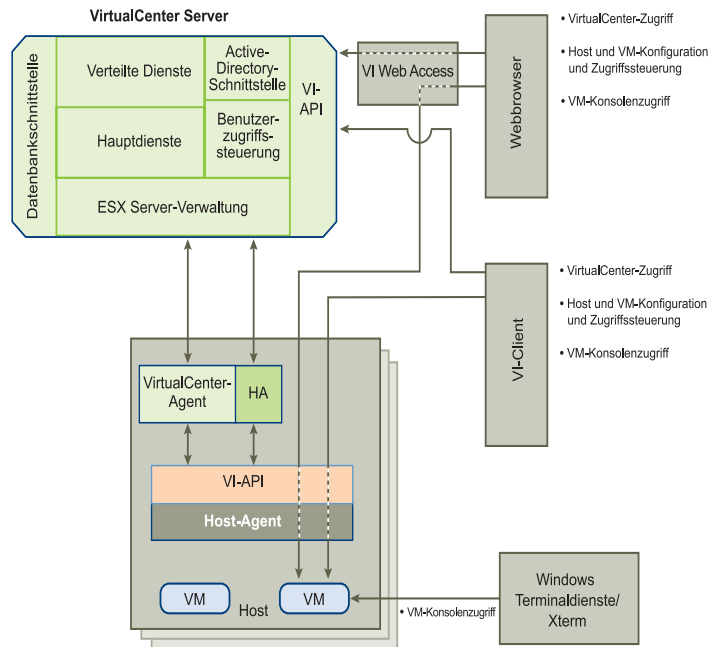 VirtualCenter Server
Datenbankschnittstelle
Verteilte Dienste
Active-
Directory-
Schnittstelle
VI-
API
Hauptdienste
Benutzer-
zugriffs-
steuerung
ESX Server-Verwaltung
VI Web Access
Webbrowser
• VirtualCenter-Zugriff
• Host und VM-Konfiguration
und Zugriffssteuerung
• VM-Konsolenzugriff
VI-Client
• VirtualCenter-Zugriff
• Host und VM-Konfiguration
und Zugriffssteuerung
• VM-Konsolenzugriff
VirtualCenter-
Agent
HA
VI-API
Host-Agent
VM
Host
VM
• VM-Konsolenzugriff
Windows
Terminaldienste/
Xterm